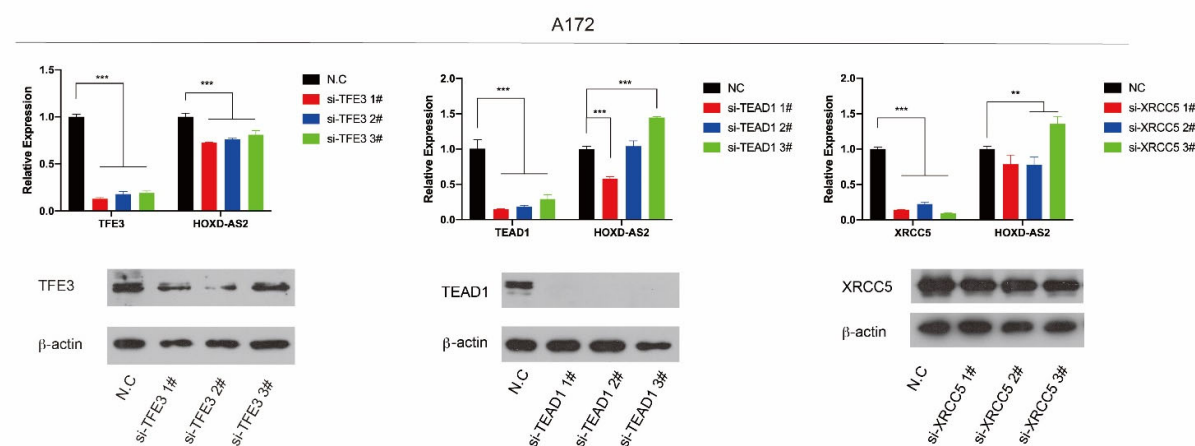 A172
Relative Expression
1.5
1.0
0.5
0.0
***
***
TFE3
HOXD-AS2
N.C
si-TFE3 1#
si-TFE3 2#
si-TFE3 3#
Relative Expression
2.0
1.5
1.0
0.5
0.0
***
***
***
TEAD1
HOXD-AS2
NC
si-TEAD1 1#
si-TEAD1 2#
si-TEAD1 3#
Relative Expression
2.0
1.5
1.0
0.5
0.0
***
**
XRCC5
HOXD-AS2
NC
si-XRCC5 1#
si-XRCC5 2#
si-XRCC5 3#
TFE3
β-actin
N.C
si-TFE3 1#
si-TFE3 2#
si-TFE3 3#
TEAD1
β-actin
N.C
si-TEAD1 1#
si-TEAD1 2#
si-TEAD1 3#
XRCC5
β-actin
N.C
si-XRCC5 1#
si-XRCC5 2#
si-XRCC5 3#